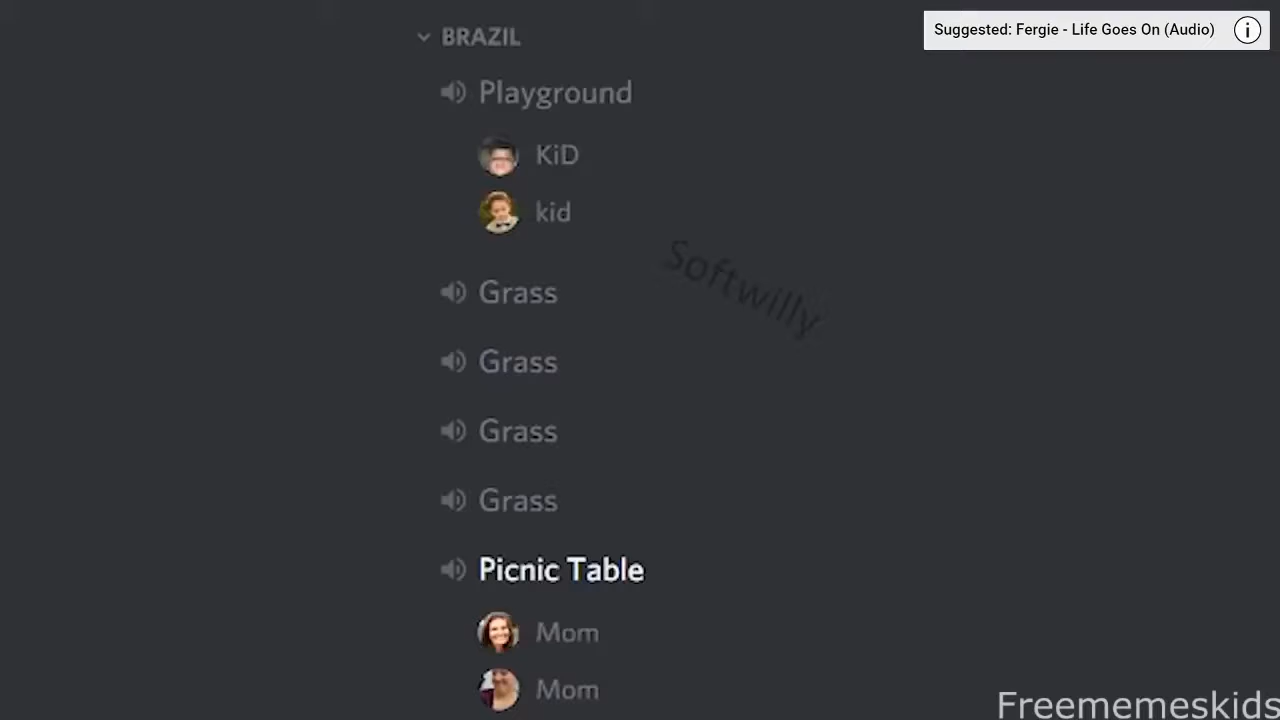 BRAZIL
Suggested: Fergie - Life Goes On (Audio)
Playground
KiD
kid
Softwilly
Grass
Grass
Grass
Grass
Picnic Table
Mom
Mom
Freememeskids